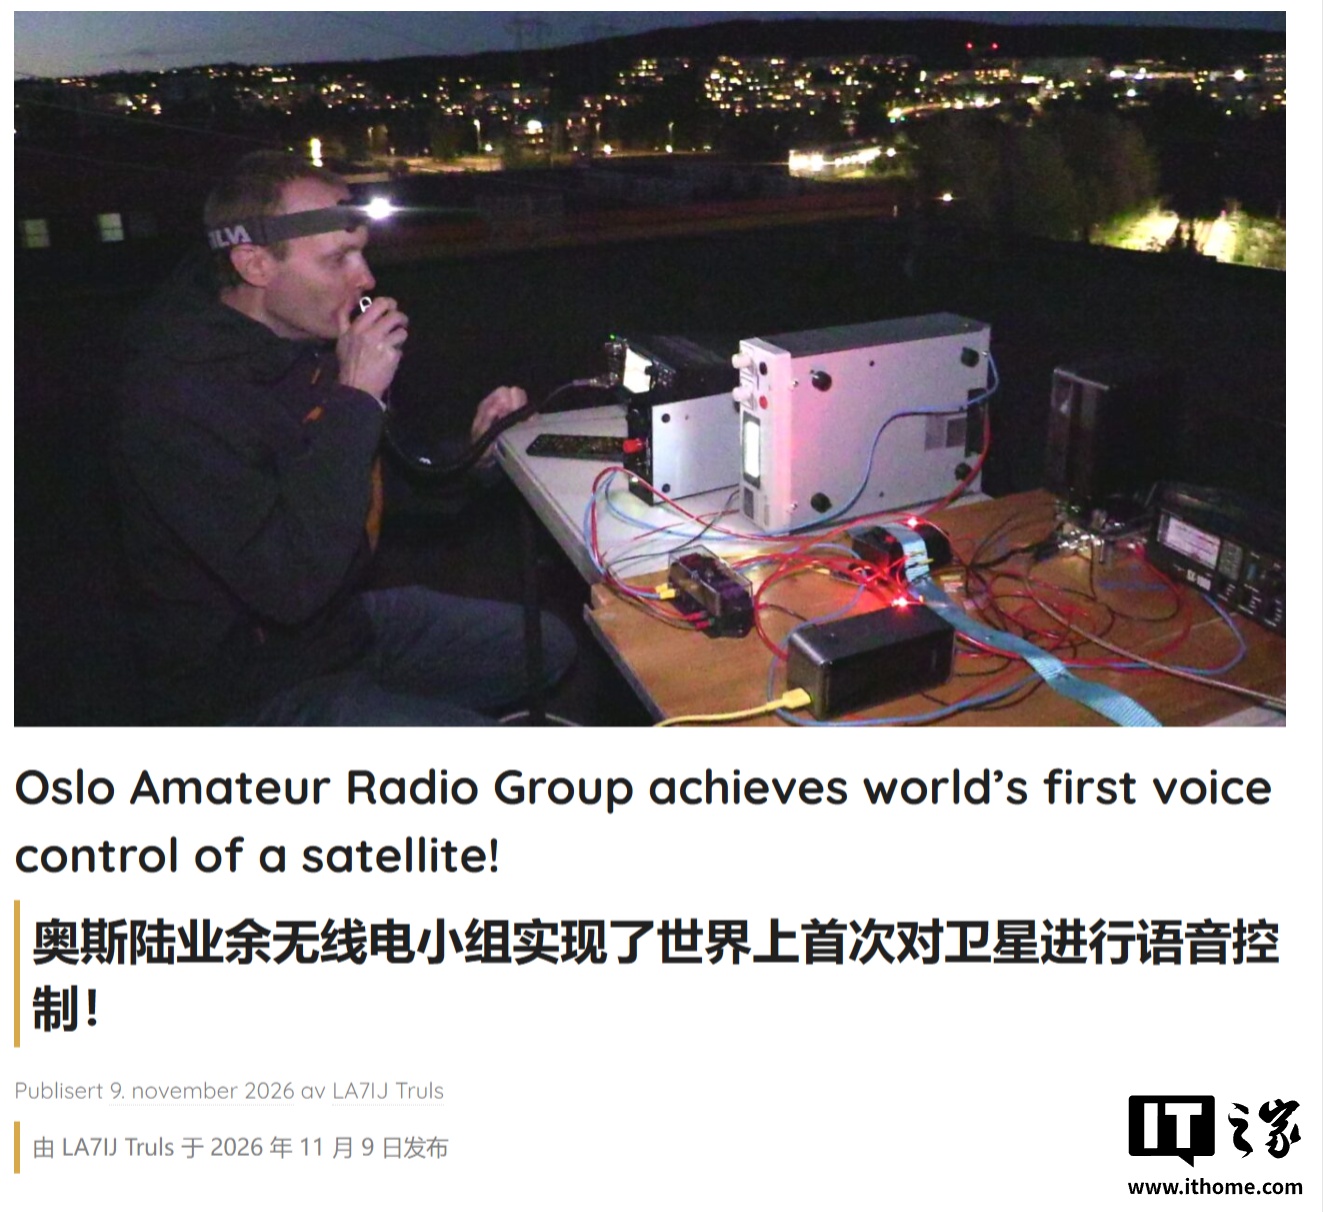 Oslo Amateur Radio Group achieves world’s first voice
control of a satellite!
奥斯陆业余无线电小组实现了世界上首次对卫星进行语音控
制！
Publisert 9. november 2026 av LA7IJ Truls
由 LA7IJ Truls 于 2026 年 11 月 9 日发布
IT之家
www.ithome.com